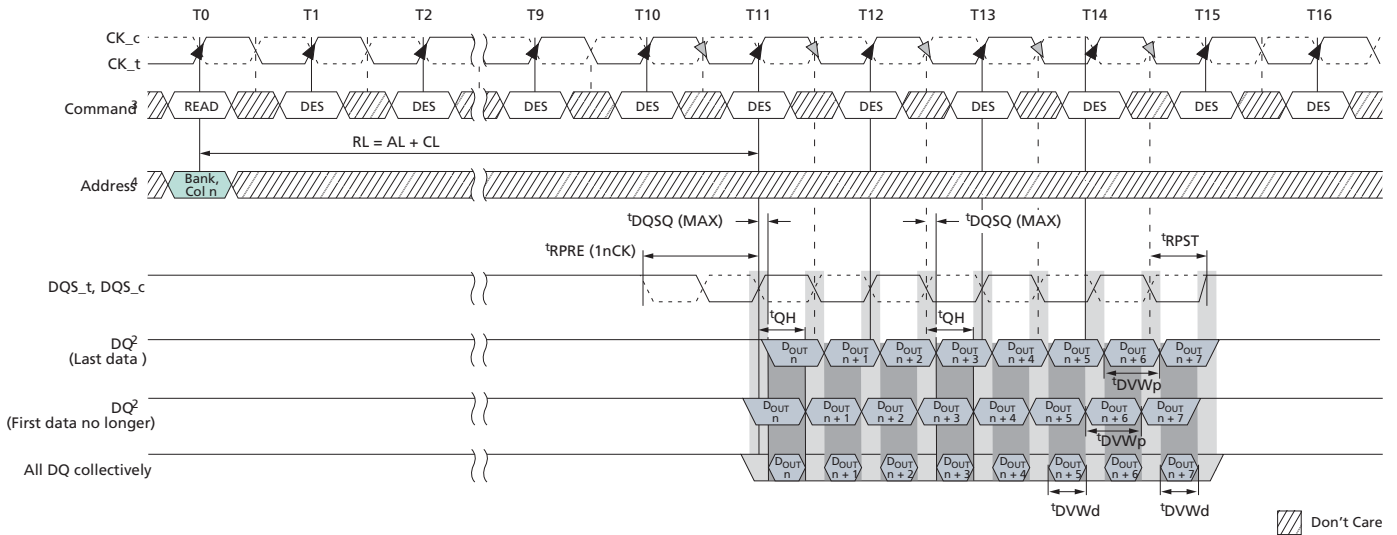 T0 T1 T2 T9 T10 T11 T12 T13 T14 T15 T16
CK_c
CK_t
Command3 READ DES DES DES DES DES DES DES DES DES DES
RL = AL + CL
Address4 Bank,
Col n
tDQSQ (MAX) tDQSQ (MAX)
tRPRE (1nCK) tRPST
DQS_t, DQS_c
tQH tQH
DQ2
(Last data )
DOUT n DOUT n + 1 DOUT n + 2 DOUT n + 3 DOUT n + 4 DOUT n + 5 DOUT n + 6 DOUT n + 7
tDVWp
DQ2
(First data no longer)
DOUT n DOUT n + 1 DOUT n + 2 DOUT n + 3 DOUT n + 4 DOUT n + 5 DOUT n + 6 DOUT n + 7
tDVWp
All DQ collectively
DOUT n DOUT n + 1 DOUT n + 2 DOUT n + 3 DOUT n + 4 DOUT n + 5 DOUT n + 6 DOUT n + 7
tDVWd tDVWd
Don't Care